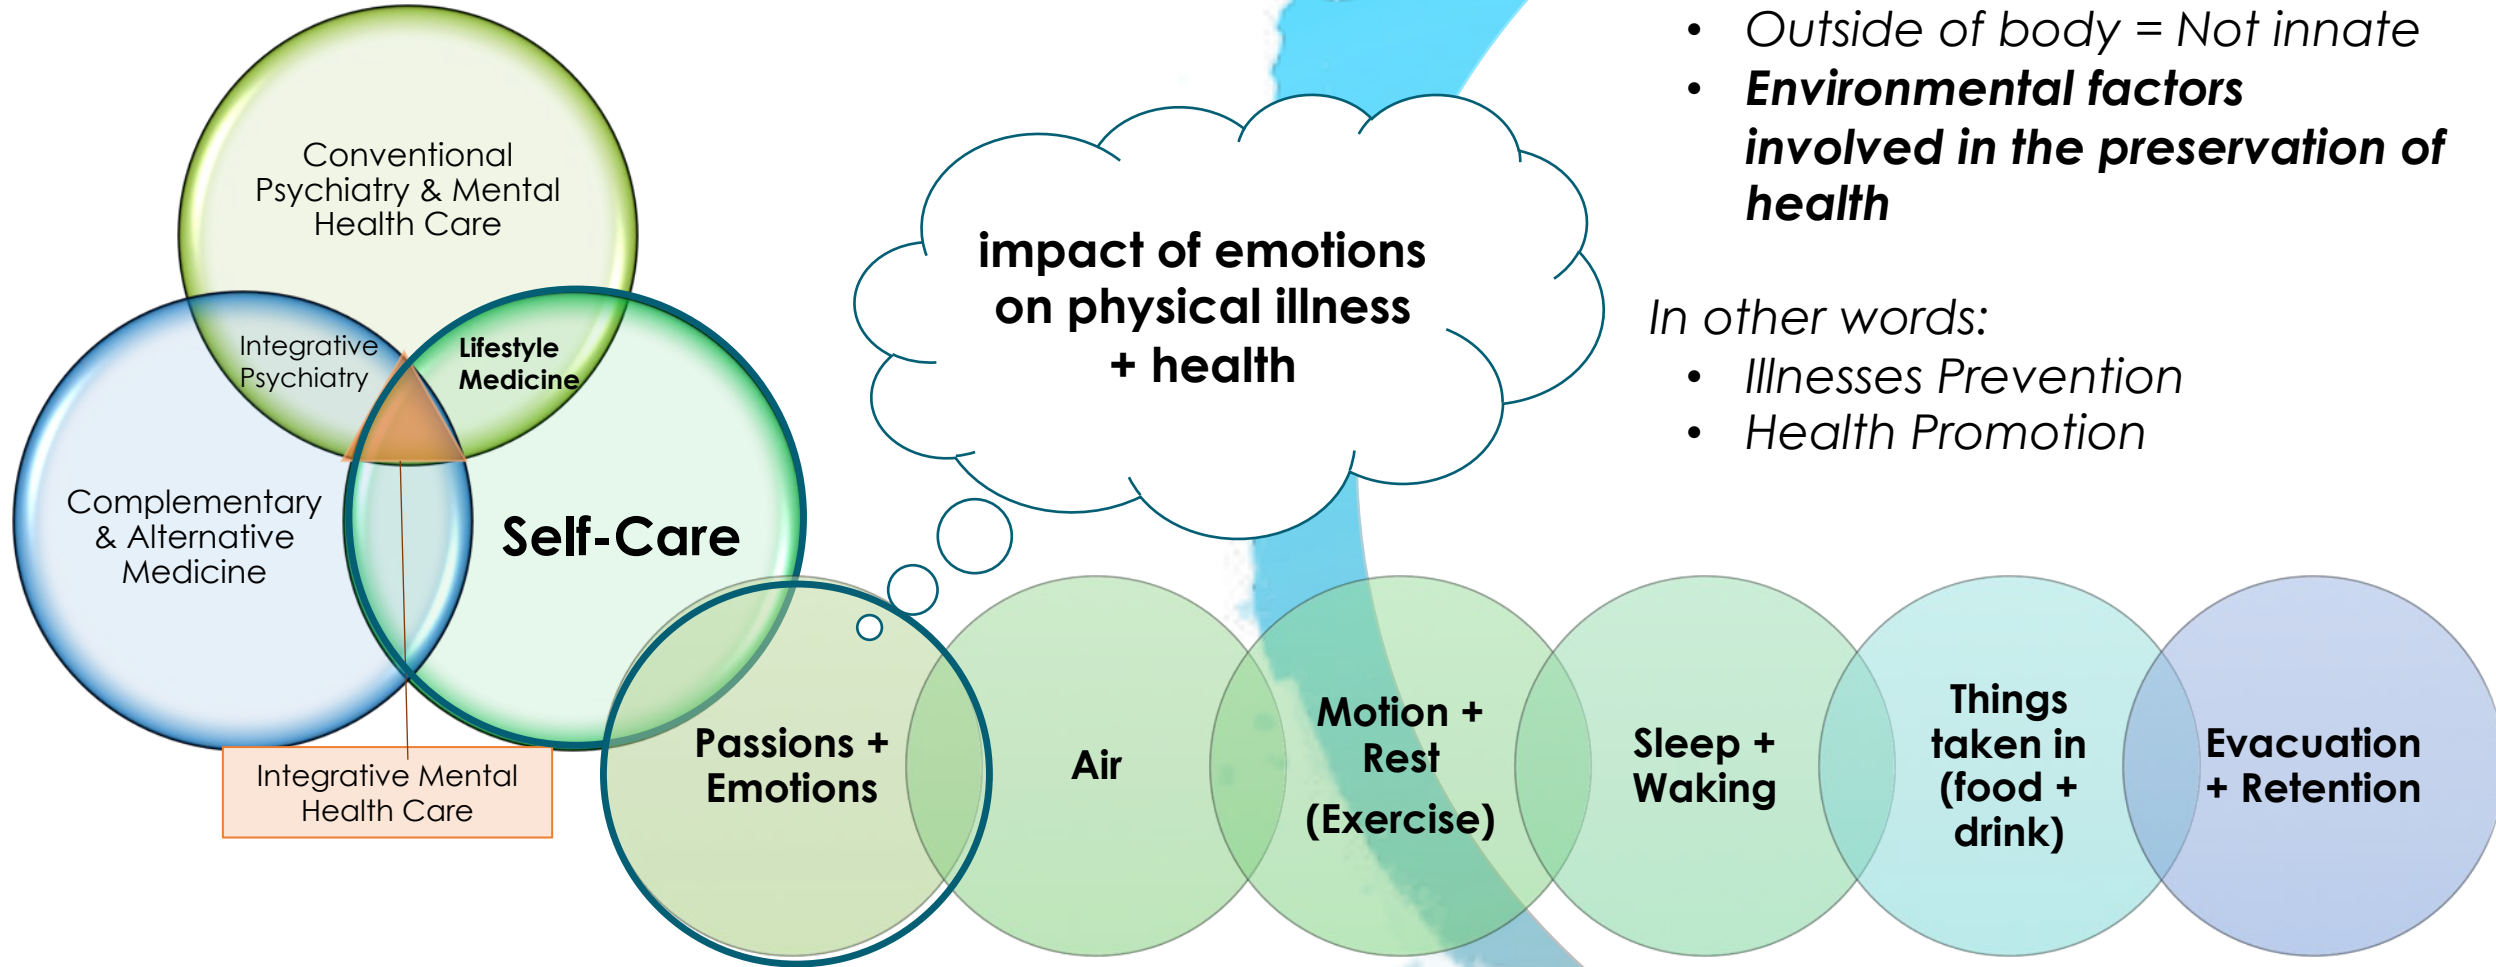 Conventional
Psychiatry & Mental
Health Care
Integrative
Psychiatry
Lifestyle
Medicine
Complementary
& Alternative
Medicine
Self-Care
Integrative Mental
Health Care
impact of emotions
on physical illness
+ health
• Outside of body = Not innate
• Environmental factors
involved in the preservation of
health
In other words:
• Illnesses Prevention
• Health Promotion
Passions +
Emotions
Air
Motion +
Rest
(Exercise)
Sleep +
Waking
Things
taken in
(food +
drink)
Evacuation
+ Retention